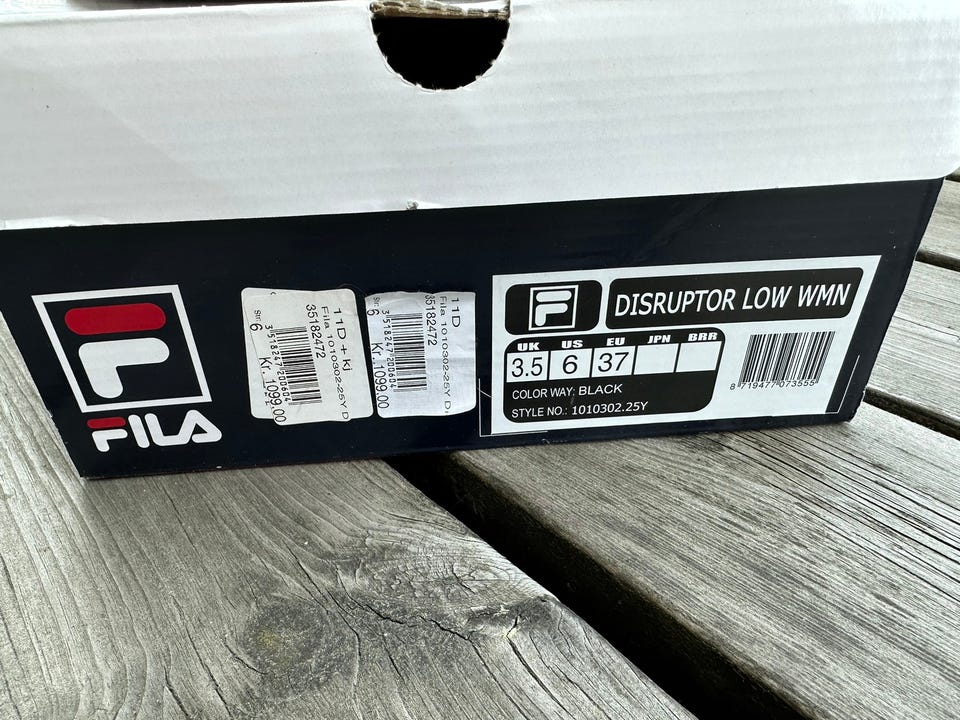 FILA
11D + Ki
Fila 1010302-25Y D
35182472
3518247200604
Str: 6
Kr. 1099.00
11D
Fila 1010302-25Y D
35182472
3518247200604
Str: 6
Kr. 1099.00
DISRUPTOR LOW WMN
UK US EU JPN BRR
3.5 6 37
COLOR WAY: BLACK
STYLE NO.: 1010302.25Y
8 719477 073555